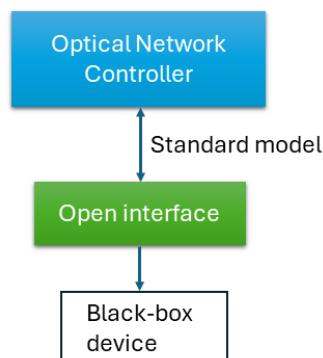 Optical Network
Controller
Standard model
Open interface
Black-box
device